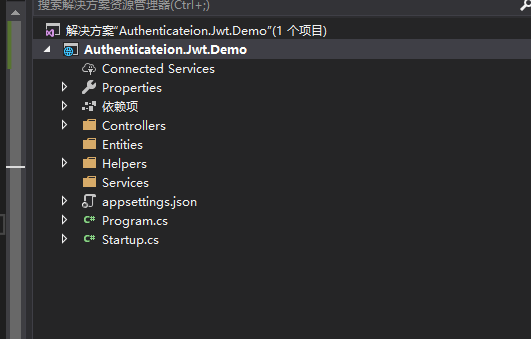 搜索解决方案资源管理器(Ctrl+;)
解决方案"Authenticateion.Jwt.Demo"(1 个项目)
Authenticateion.Jwt.Demo
Connected Services
Properties
依赖项
Controllers
Entities
Helpers
Services
appsettings.json
C# Program.cs
C# Startup.cs